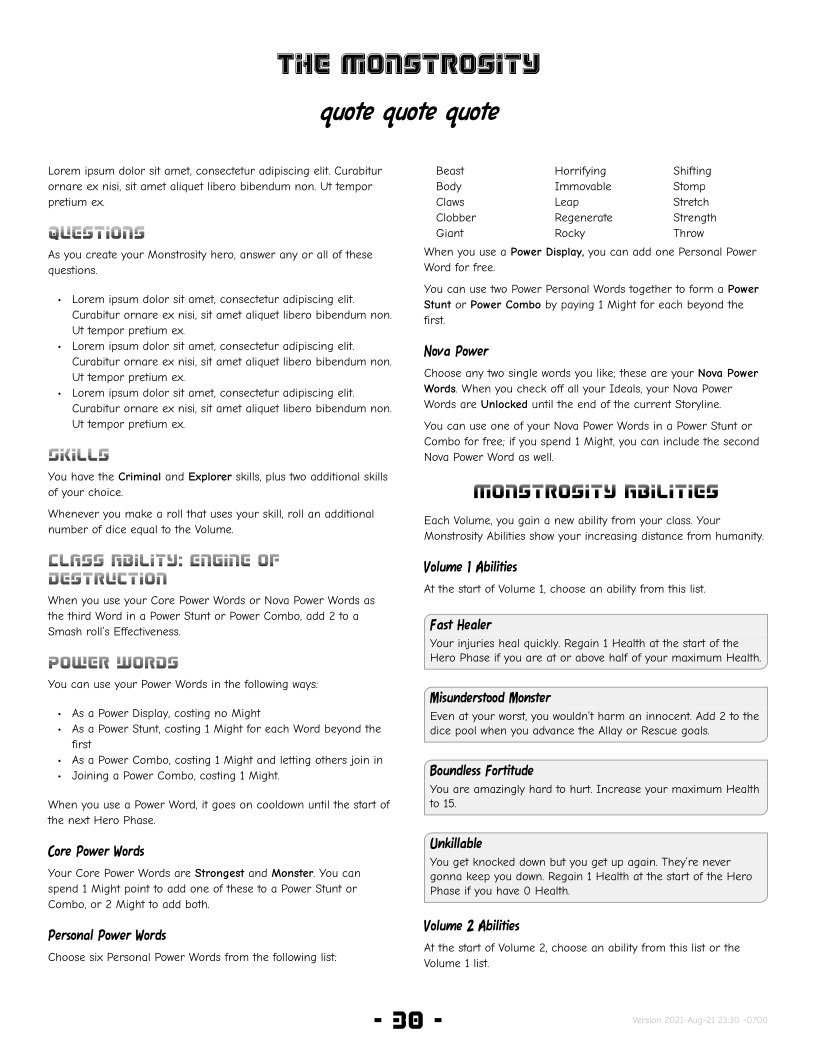 THE MONSTROSITY
quote quote quote
Lorem ipsum dolor sit amet, consectetur adipiscing elit. Curabitur
ornare ex nisi, sit amet aliquet libero bibendum non. Ut tempor
pretium ex.
QUESTIONS
As you create your Monstrosity hero, answer any or all of these
questions.
• Lorem ipsum dolor sit amet, consectetur adipiscing elit.
Curabitur ornare ex nisi, sit amet aliquet libero bibendum non.
Ut tempor pretium ex.
• Lorem ipsum dolor sit amet, consectetur adipiscing elit.
Curabitur ornare ex nisi, sit amet aliquet libero bibendum non.
Ut tempor pretium ex.
• Lorem ipsum dolor sit amet, consectetur adipiscing elit.
Curabitur ornare ex nisi, sit amet aliquet libero bibendum non.
Ut tempor pretium ex.
SKILLS
You have the Criminal and Explorer skills, plus two additional skills
of your choice.
Whenever you make a roll that uses your skill, roll an additional
number of dice equal to the Volume.
CLASS ABILITY: ENGINE OF
DESTRUCTION
When you use your Core Power Words or Nova Power Words as
the third Word in a Power Stunt or Power Combo, add 2 to a
Smash roll's Effectiveness.
POWER WORDS
You can use your Power Words in the following ways:
• As a Power Display, costing no Might
• As a Power Stunt, costing 1 Might for each Word beyond the
first
• As a Power Combo, costing 1 Might and letting others join in
• Joining a Power Combo, costing 1 Might.
When you use a Power Word, it goes on cooldown until the start of
the next Hero Phase.
Core Power Words
Your Core Power Words are Strongest and Monster. You can
spend 1 Might point to add one of these to a Power Stunt or
Combo, or 2 Might to add both.
Personal Power Words
Choose six Personal Power Words from the following list:
Beast Horrifying Shifting
Body Immovable Stomp
Claws Leap Stretch
Clobber Regenerate Strength
Giant Rocky Throw
When you use a Power Display, you can add one Personal Power
Word for free.
You can use two Power Personal Words together to form a Power
Stunt or Power Combo by paying 1 Might for each beyond the
first.
Nova Power
Choose any two single words you like; these are your Nova Power
Words. When you check off all your Ideals, your Nova Power
Words are Unlocked until the end of the current Storyline.
You can use one of your Nova Power Words in a Power Stunt or
Combo for free; if you spend 1 Might, you can include the second
Nova Power Word as well.
MONSTROSITY ABILITIES
Each Volume, you gain a new ability from your class. Your
Monstrosity Abilities show your increasing distance from humanity.
Volume 1 Abilities
At the start of Volume 1, choose an ability from this list.
Fast Healer
Your injuries heal quickly. Regain 1 Health at the start of the
Hero Phase if you are at or above half of your maximum Health.
Misunderstood Monster
Even at your worst, you wouldn't harm an innocent. Add 2 to the
dice pool when you advance the Allay or Rescue goals.
Boundless Fortitude
You are amazingly hard to hurt. Increase your maximum Health
to 15.
Unkillable
You get knocked down but you get up again. They're never
gonna keep you down. Regain 1 Health at the start of the Hero
Phase if you have 0 Health.
Volume 2 Abilities
At the start of Volume 2, choose an ability from this list or the
Volume 1 list.
- 30 -
Version 2021-Aug-21 23:30 -0700